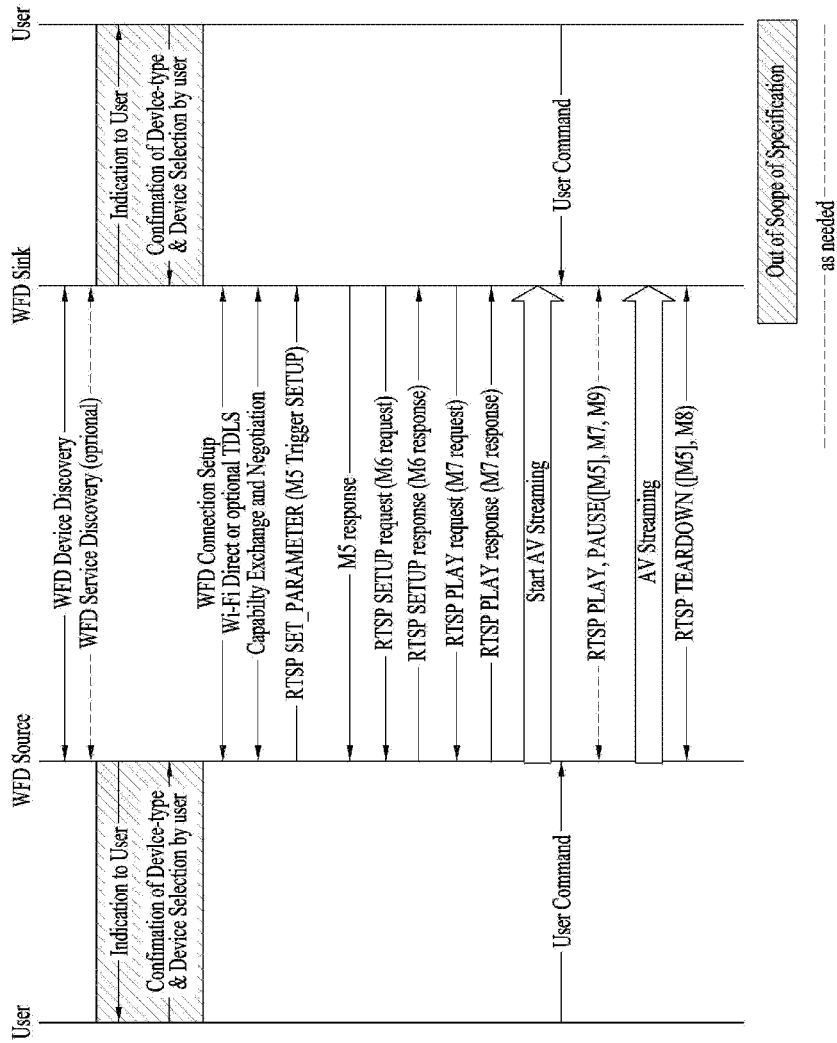 User
WFD Source
WFD Sink
User
WFD Device Discovery
WFD Service Discovery (oprional)
Indication to User
Confimation of Device-type
& Device Selection by user
Indication to User
Confimation of Device-type
& Device Selection by user
WFD Connection Setup
Wi-Fi Direct or optional TDLS
Capabilty Exchange and Negotiation
RTSP SET_PARAMETER (M5 Trigger SETUP)
M5 response
RTSP SETUP request (M6 request)
RTSP SETUP response (M6 response)
RTSP PLAY request (M7 request)
RTSP PLAY response (M7 response)
Start AV Streaming
User Command
User Command
RTSP PLAY, PAUSE([M5], M7, M9)
AV Streaming
RTSP TEARDOWN ([M5], M8)
Out of Soope of Specification
as needed